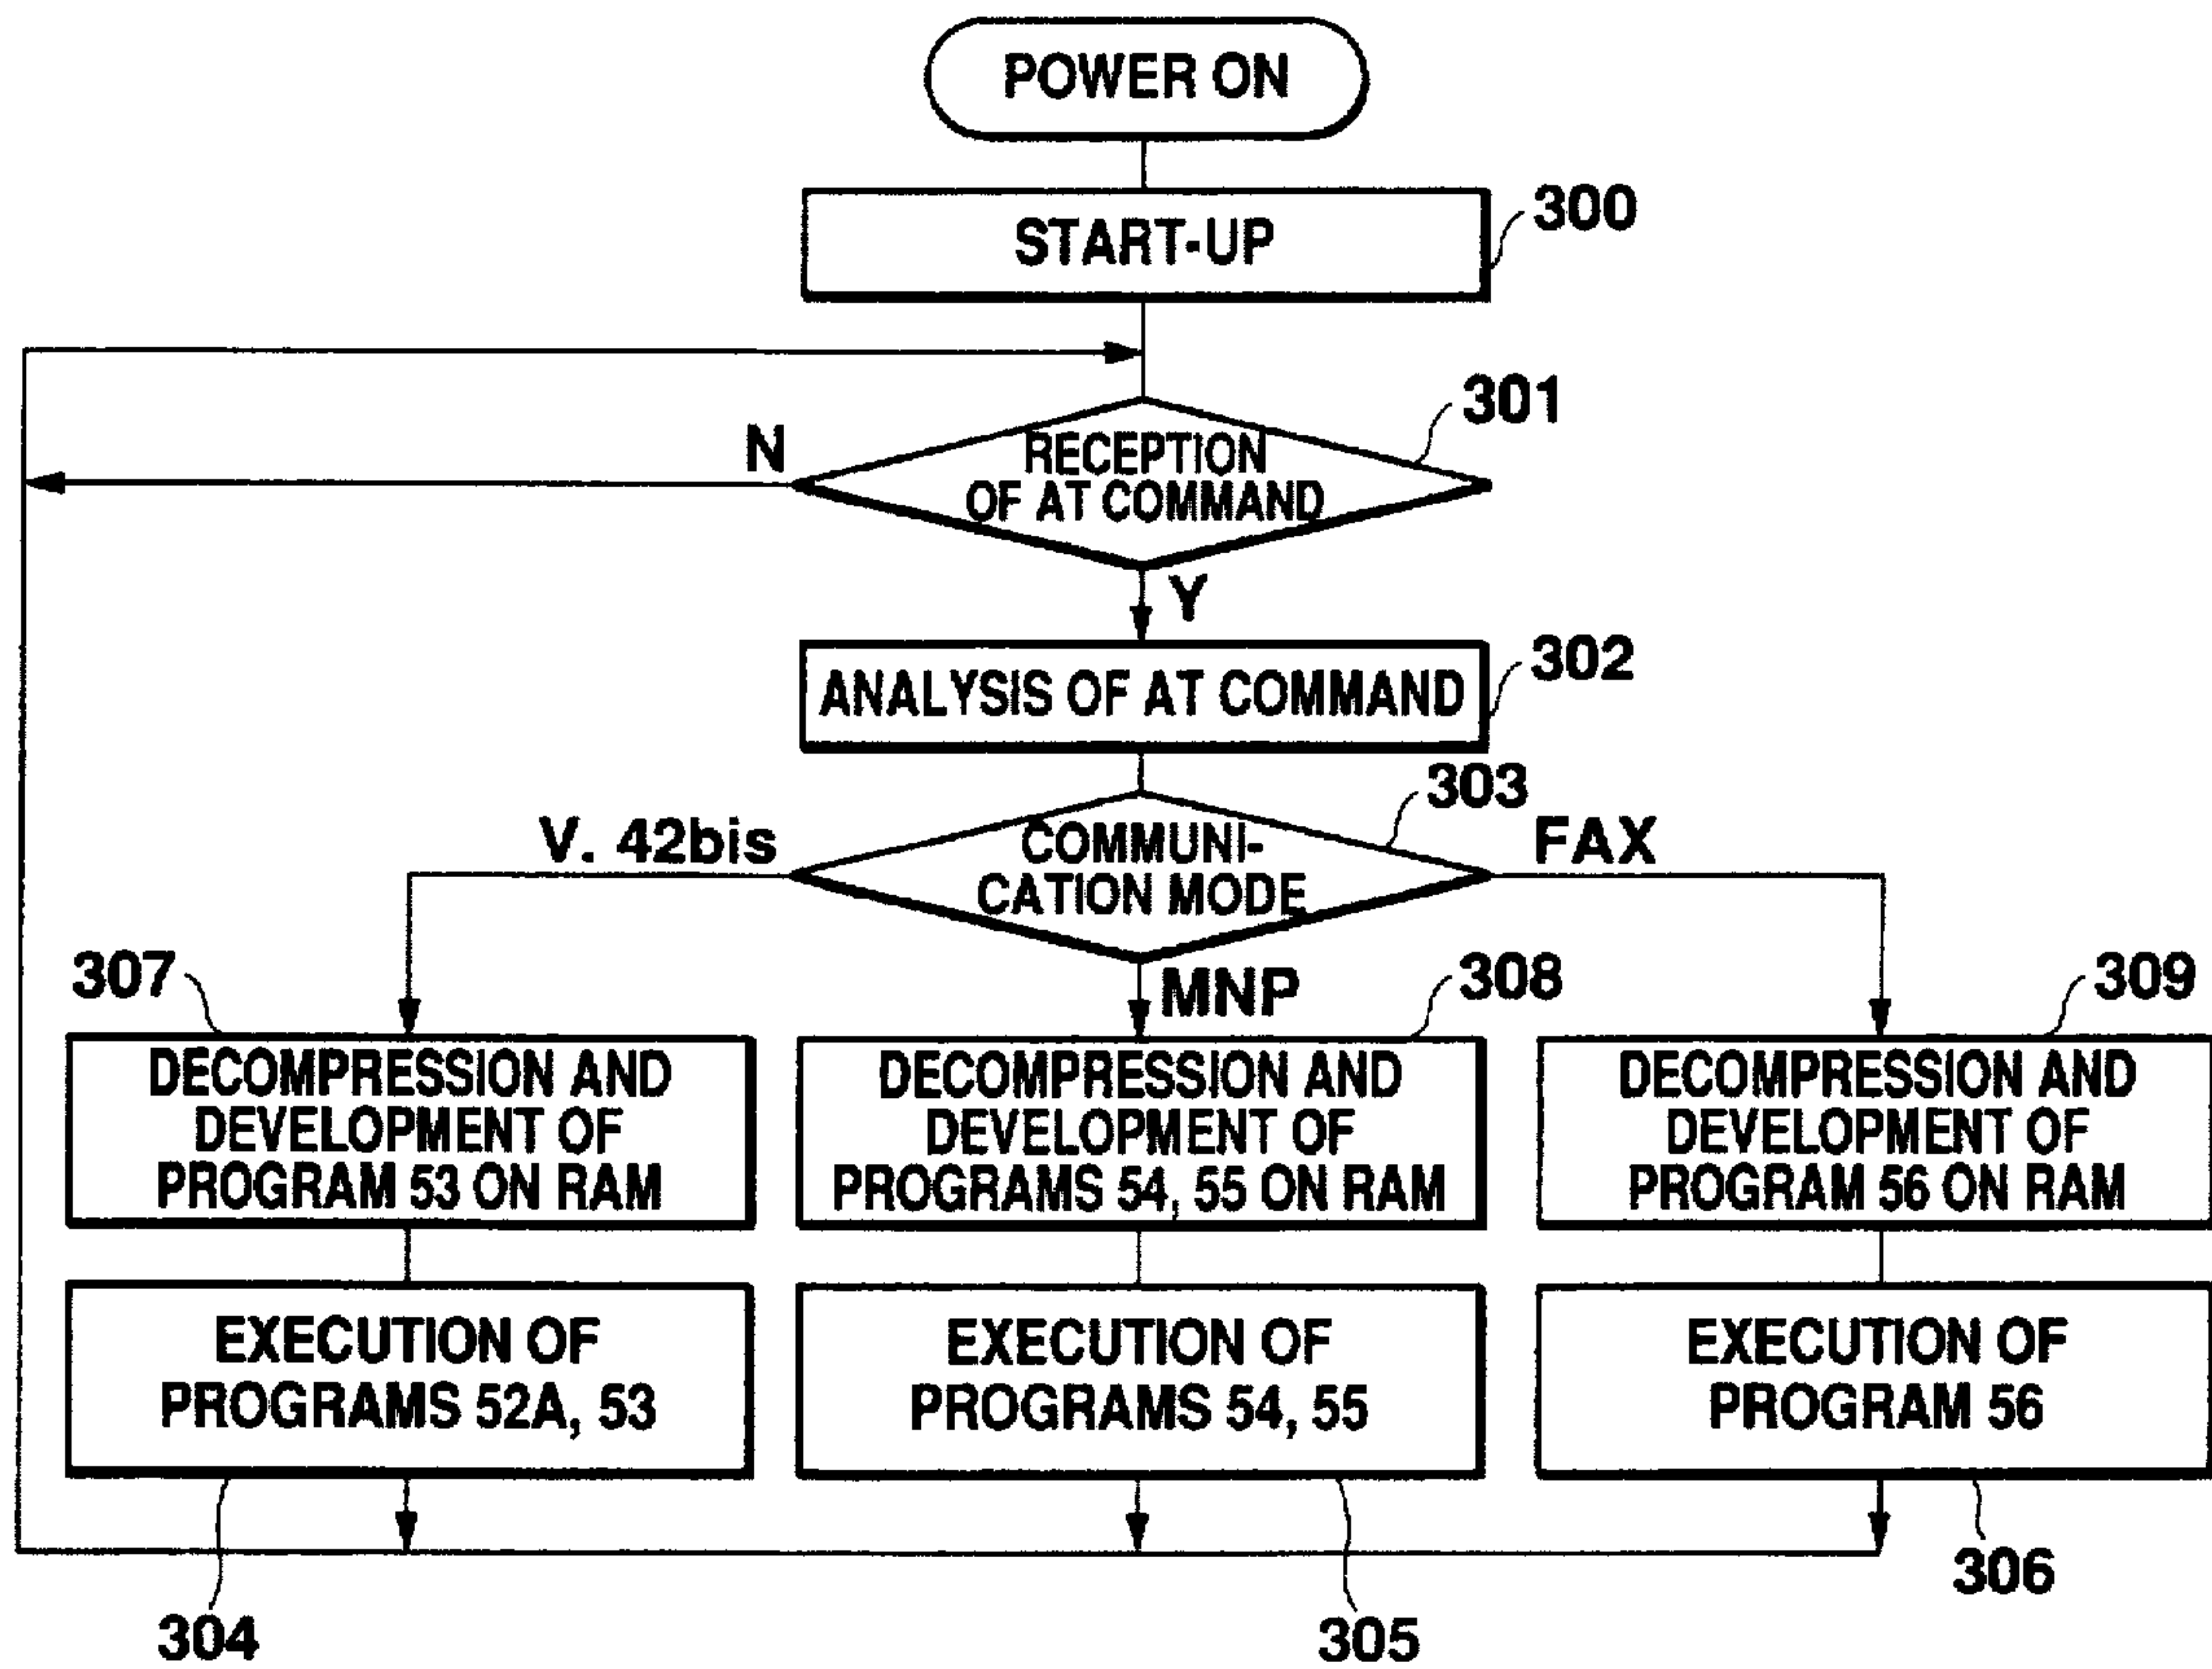 POWER ON
START-UP
300
301
N
RECEPTION
OF AT COMMAND
Y
ANALYSIS OF AT COMMAND
302
303
V. 42bis
COMMUNI-
CATION MODE
FAX
MNP
307
308
309
DECOMPRESSION AND
DEVELOPMENT OF
PROGRAM 53 ON RAM
DECOMPRESSION AND
DEVELOPMENT OF
PROGRAMS 54, 55 ON RAM
DECOMPRESSION AND
DEVELOPMENT OF
PROGRAM 56 ON RAM
EXECUTION OF
PROGRAMS 52A, 53
EXECUTION OF
PROGRAMS 54, 55
EXECUTION OF
PROGRAM 56
304
305
306